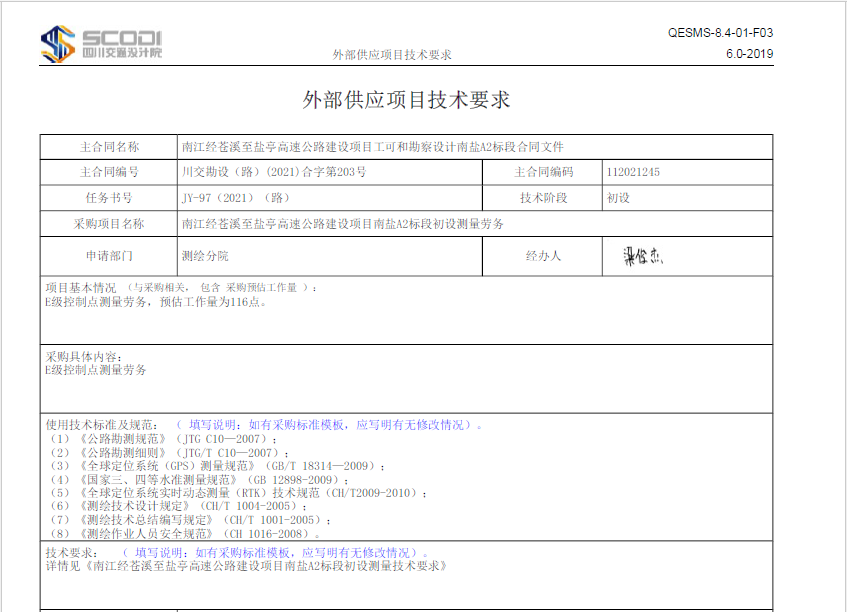 SCODI
四川交通设计院
外部供应项目技术要求
QESMS-8.4-01-F03
6.0-2019
外部供应项目技术要求
主合同名称 南江经苍溪至盐亭高速公路建设项目工可和勘察设计南盐A2标段合同文件
主合同编号 川交勘设（路）(2021)合字第203号 主合同编码 112021245
任务书号 JY-97（2021）（路） 技术阶段 初设
采购项目名称 南江经苍溪至盐亭高速公路建设项目南盐A2标段初设测量劳务
申请部门 测绘分院 经办人 梁俊杰
项目基本情况 （与采购相关， 包含 采购预估工作量 ）：
E级控制点测量劳务，预估工作量为116点。
采购具体内容：
E级控制点测量劳务
使用技术标准及规范： （ 填写说明：如有采购标准模板，应写明有无修改情况）。
（1）《公路勘测规范》（JTG C10—2007）；
（2）《公路勘测细则》（JTG/T C10—2007）；
（3）《全球定位系统（GPS）测量规范》（GB/T 18314—2009）；
（4）《国家三、四等水准测量规范》（GB 12898-2009）；
（5）《全球定位系统实时动态测量（RTK）技术规范（CH/T2009-2010）；
（6）《测绘技术设计规定》（CH/T 1004-2005）；
（7）《测绘技术总结编写规定》（CH/T 1001-2005）；
（8）《测绘作业人员安全规范》（CH 1016-2008）。
技术要求： （ 填写说明：如有采购标准模板，应写明有无修改情况）。
详情见《南江经苍溪至盐亭高速公路建设项目南盐A2标段初设测量技术要求》